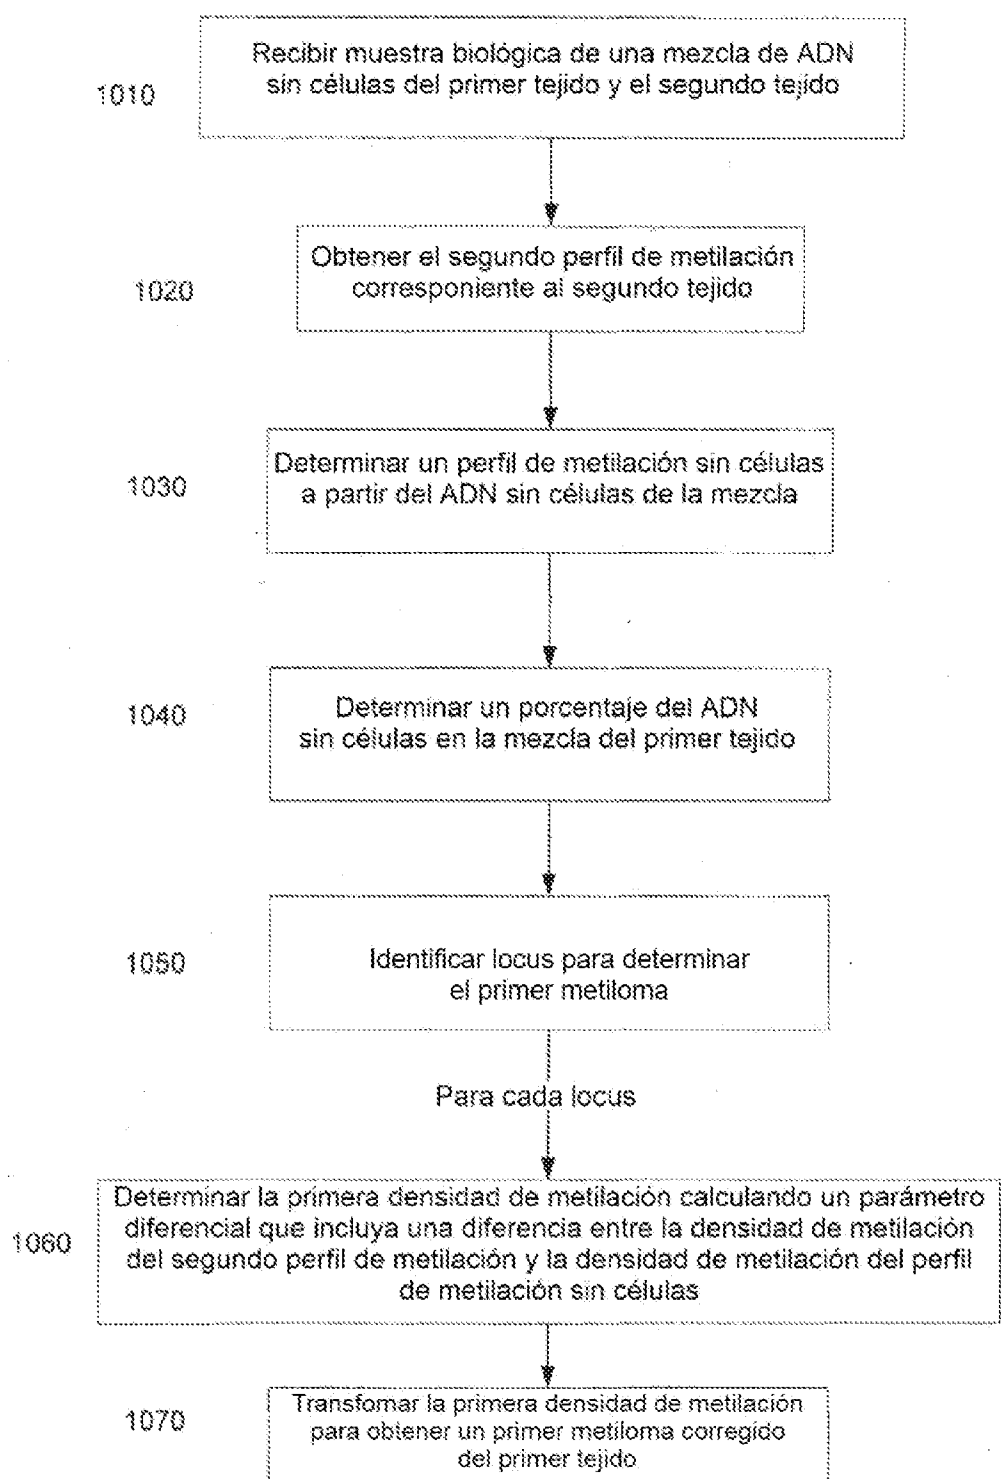 Recibir muestra biológica de una mezcla de ADN
sin células del primer tejido y el segundo tejido
1010
Obtener el segundo perfil de metilación
corresponiente al segundo tejido
1020
Determinar un perfil de metilación sin células
a partir del ADN sin células de la mezcla
1030
Determinar un porcentaje del ADN
sin células en la mezcla del primer tejido
1040
Identificar locus para determinar
el primer metiloma
1050
Para cada locus
Determinar la primera densidad de metilación calculando un parámetro
diferencial que incluya una diferencia entre la densidad de metilación
del segundo perfil de metilación y la densidad de metilación del perfil
de metilación sin células
1060
Transfomar la primera densidad de metilación
para obtener un primer metiloma corregido
del primer tejido
1070